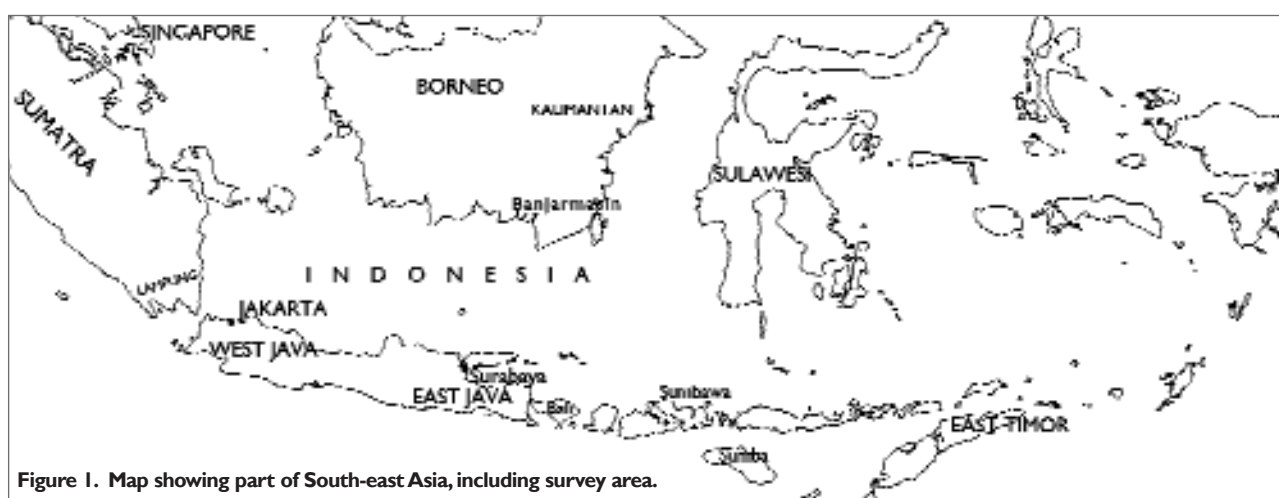 SINGAPORE
BORNEO
KALIMANTAN
SUMATRA
SULAWESI
Banjarmasin
INDONESIA
LAMPUNG
JAKARTA
WEST JAVA
Surabaya
EAST JAVA
Bali
Sumbawa
EAST TIMOR
Sumba
Figure 1. Map showing part of South-east Asia, including survey area.